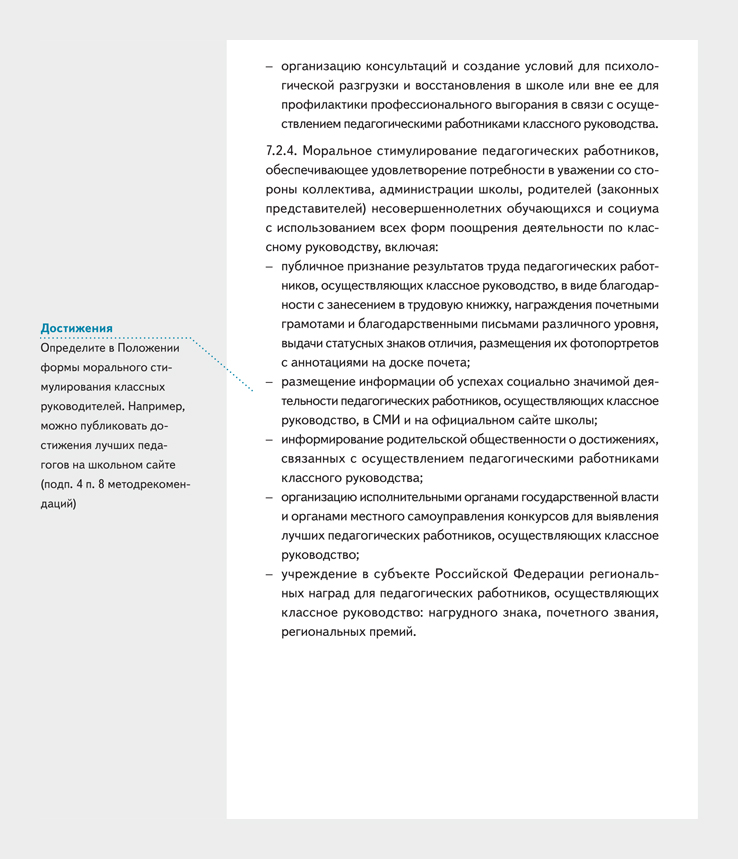 – организацию консультаций и создание условий для психоло-
гической разгрузки и восстановления в школе или вне ее для
профилактики профессионального выгорания в связи с осуще-
ствлением педагогическими работниками классного руководства.
7.2.4. Моральное стимулирование педагогических работников,
обеспечивающее удовлетворение потребности в уважении со сто-
роны коллектива, администрации школы, родителей (законных
представителей) несовершеннолетних обучающихся и социума
с использованием всех форм поощрения деятельности по клас-
сному руководству, включая:
– публичное признание результатов труда педагогических работ-
ников, осуществляющих классное руководство, в виде благодар-
ности с занесением в трудовую книжку, награждения почетными
грамотами и благодарственными письмами различного уровня,
выдачи статусных знаков отличия, размещения их фотопортретов
с аннотациями на доске почета;
– размещение информации об успехах социально значимой дея-
тельности педагогических работников, осуществляющих классное
руководство, в СМИ и на официальном сайте школы;
– информирование родительской общественности о достижениях,
связанных с осуществлением педагогическими работниками
классного руководства;
– организацию исполнительными органами государственной власти
и органами местного самоуправления конкурсов для выявления
лучших педагогических работников, осуществляющих классное
руководство;
– учреждение в субъекте Российской Федерации региональ-
ных наград для педагогических работников, осуществляющих
классное руководство: нагрудного знака, почетного звания,
региональных премий.
Достижения
Определите в Положении
формы морального сти-
мулирования классных
руководителей. Например,
можно публиковать до-
стижения лучших педа-
гогов на школьном сайте
(подп. 4 п. 8 методрекомен-
даций)